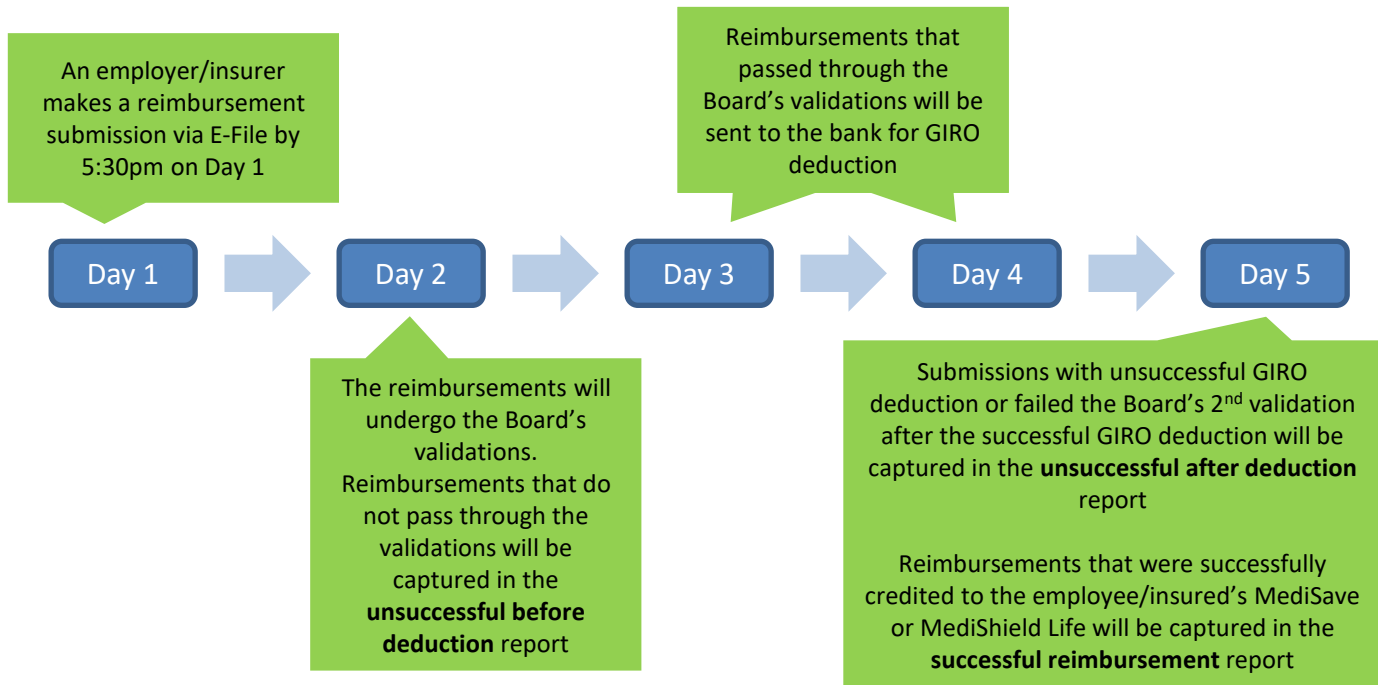 An employer/insurer
makes a reimbursement
submission via E-File by
5:30pm on Day 1
Reimbursements that
passed through the
Board’s validations will be
sent to the bank for GIRO
deduction
Day 1
Day 2
Day 3
Day 4
Day 5
The reimbursements will
undergo the Board’s
validations.
Reimbursements that do
not pass through the
validations will be
captured in the
unsuccessful before
deduction report
Submissions with unsuccessful GIRO
deduction or failed the Board’s 2nd validation
after the successful GIRO deduction will be
captured in the unsuccessful after deduction
report
Reimbursements that were successfully
credited to the employee/insured’s MediSave
or MediShield Life will be captured in the
successful reimbursement report